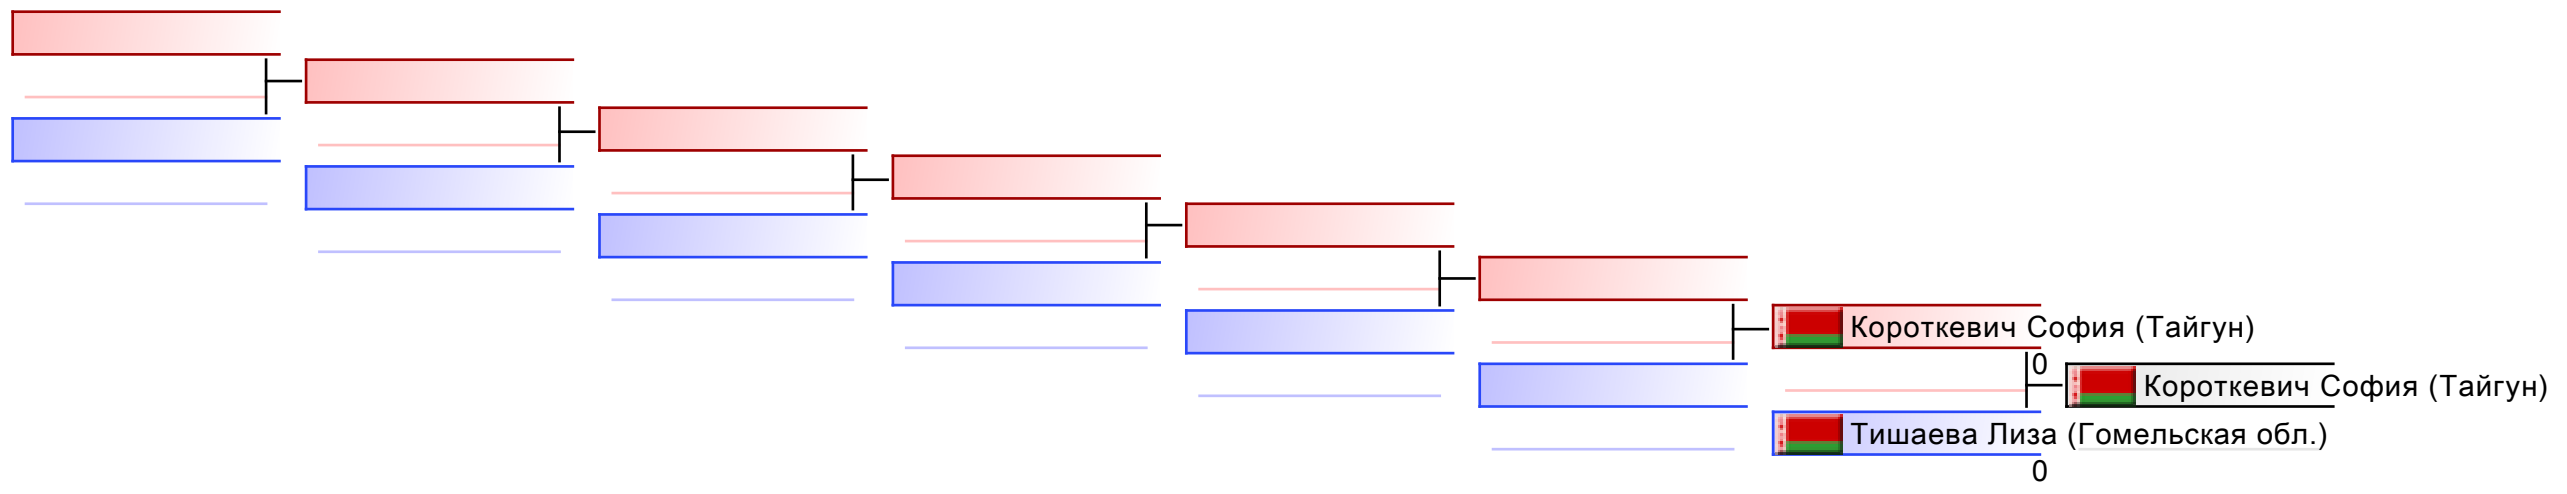 Короткевич София (Тайгун)
0
Короткевич София (Тайгун)
Тишаева Лиза (Гомельская обл.)
0